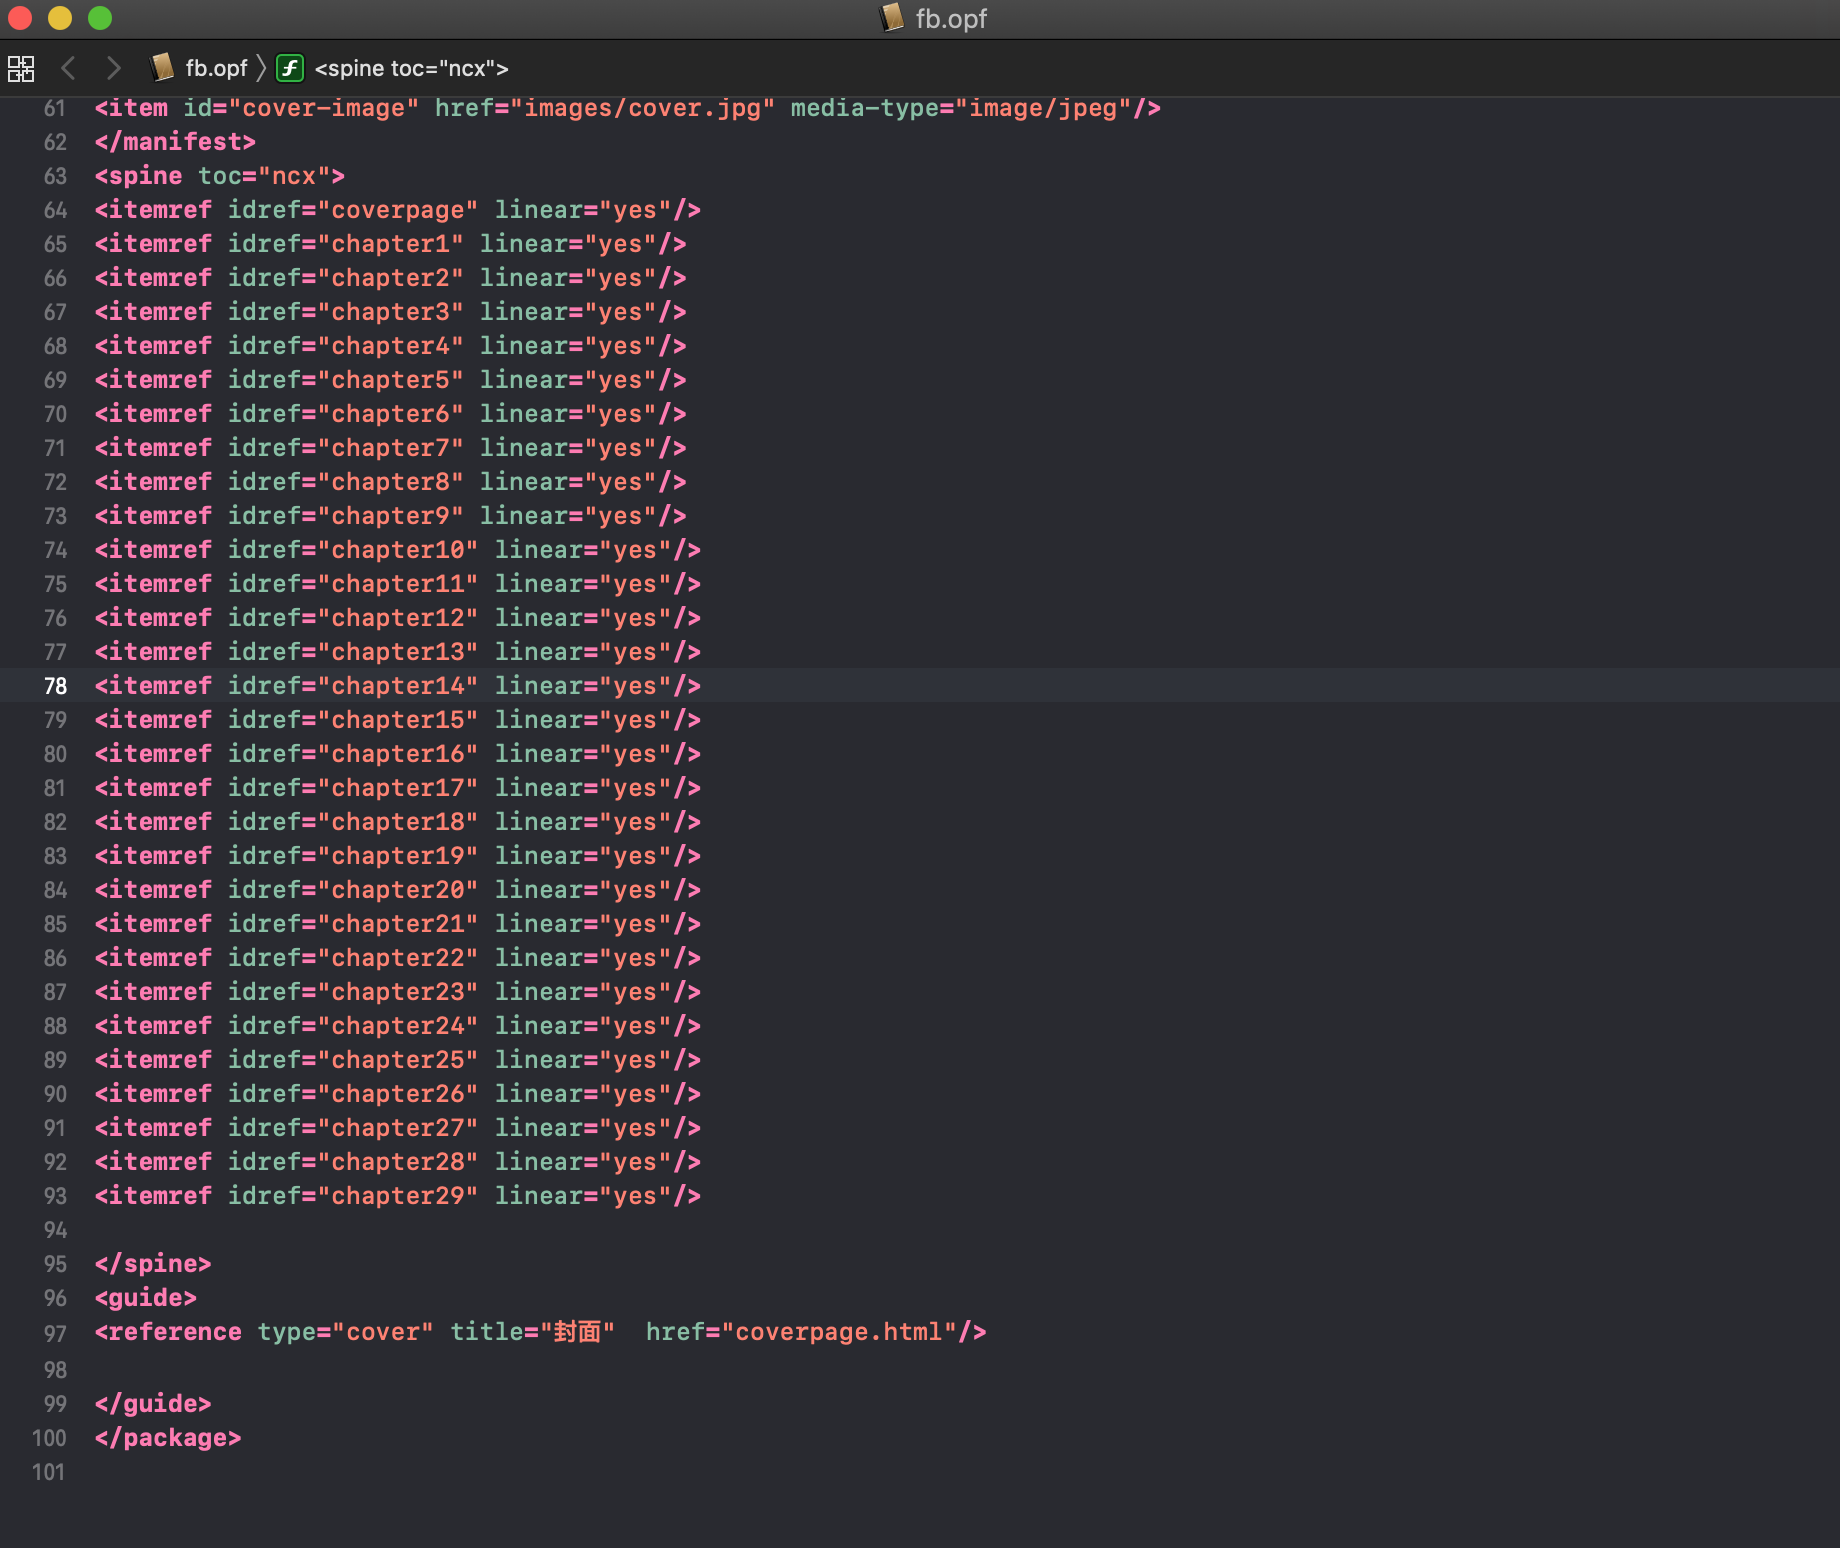 fb.opf
fb.opf 〉 f <spine toc="ncx">
61 <item id="cover-image" href="images/cover.jpg" media-type="image/jpeg"/>
62 </manifest>
63 <spine toc="ncx">
64 <itemref idref="coverpage" linear="yes"/>
65 <itemref idref="chapter1" linear="yes"/>
66 <itemref idref="chapter2" linear="yes"/>
67 <itemref idref="chapter3" linear="yes"/>
68 <itemref idref="chapter4" linear="yes"/>
69 <itemref idref="chapter5" linear="yes"/>
70 <itemref idref="chapter6" linear="yes"/>
71 <itemref idref="chapter7" linear="yes"/>
72 <itemref idref="chapter8" linear="yes"/>
73 <itemref idref="chapter9" linear="yes"/>
74 <itemref idref="chapter10" linear="yes"/>
75 <itemref idref="chapter11" linear="yes"/>
76 <itemref idref="chapter12" linear="yes"/>
77 <itemref idref="chapter13" linear="yes"/>
78 <itemref idref="chapter14" linear="yes"/>
79 <itemref idref="chapter15" linear="yes"/>
80 <itemref idref="chapter16" linear="yes"/>
81 <itemref idref="chapter17" linear="yes"/>
82 <itemref idref="chapter18" linear="yes"/>
83 <itemref idref="chapter19" linear="yes"/>
84 <itemref idref="chapter20" linear="yes"/>
85 <itemref idref="chapter21" linear="yes"/>
86 <itemref idref="chapter22" linear="yes"/>
87 <itemref idref="chapter23" linear="yes"/>
88 <itemref idref="chapter24" linear="yes"/>
89 <itemref idref="chapter25" linear="yes"/>
90 <itemref idref="chapter26" linear="yes"/>
91 <itemref idref="chapter27" linear="yes"/>
92 <itemref idref="chapter28" linear="yes"/>
93 <itemref idref="chapter29" linear="yes"/>
94
95 </spine>
96 <guide>
97 <reference type="cover" title="封面"  href="coverpage.html"/>
98
99 </guide>
100 </package>
101